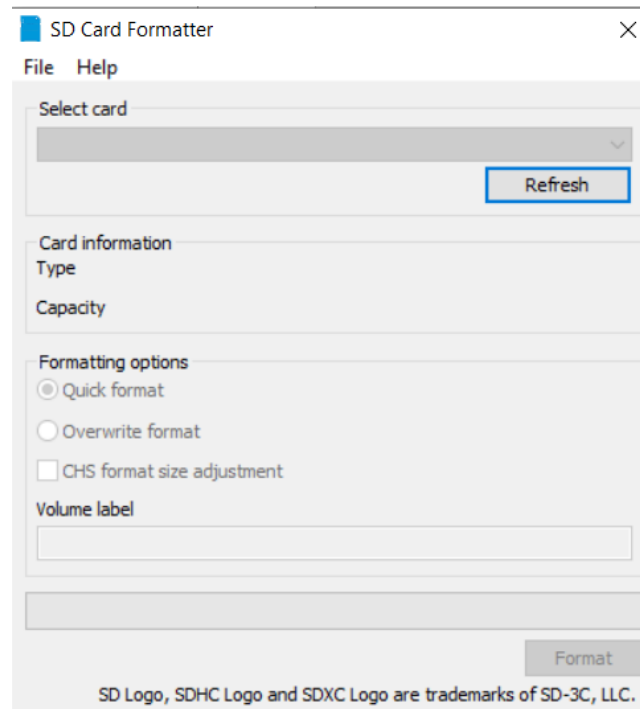 SD Card Formatter
File Help
Select card
Refresh
Card information
Type
Capacity
Formatting options
Quick format
Overwrite format
CHS format size adjustment
Volume label
Format
SD Logo, SDHC Logo and SDXC Logo are trademarks of SD-3C, LLC.